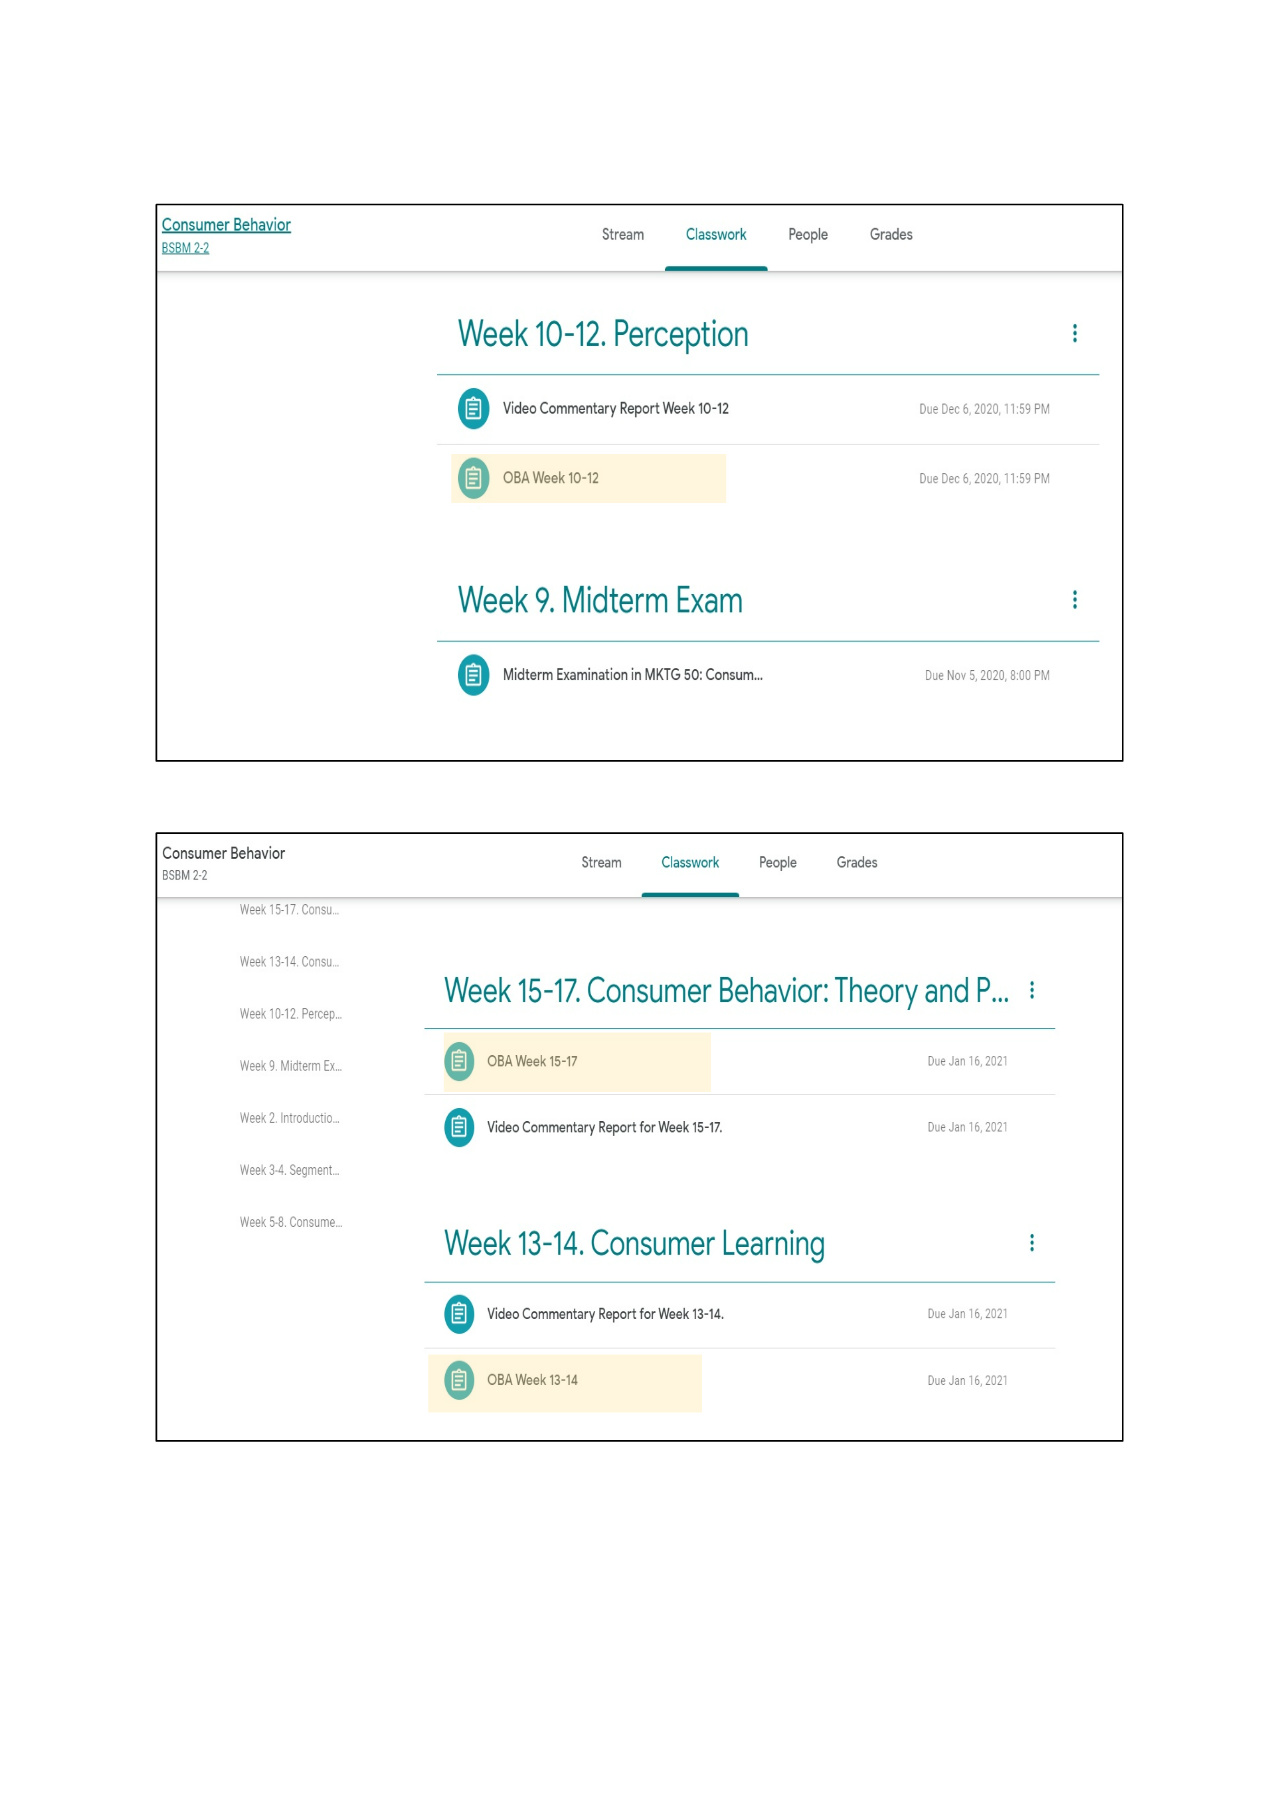 Consumer Behavior
BSBM 2-2
Stream Classwork People Grades
Week 10-12. Perception
Video Commentary Report Week 10-12 Due Dec 6, 2020, 11:59 PM
OBA Week 10-12 Due Dec 6, 2020, 11:59 PM
Week 9. Midterm Exam
Midterm Examination in MKTG 50: Consum... Due Nov 5, 2020, 8:00 PM
Consumer Behavior
BSBM 2-2
Stream Classwork People Grades
Week 15-17. Consu...
Week 13-14. Consu...
Week 10-12. Percep...
Week 9. Midterm Ex...
Week 2. Introductio...
Week 3-4. Segment...
Week 5-8. Consume...
Week 15-17. Consumer Behavior: Theory and P...
OBA Week 15-17 Due Jan 16, 2021
Video Commentary Report for Week 15-17. Due Jan 16, 2021
Week 13-14. Consumer Learning
Video Commentary Report for Week 13-14. Due Jan 16, 2021
OBA Week 13-14 Due Jan 16, 2021